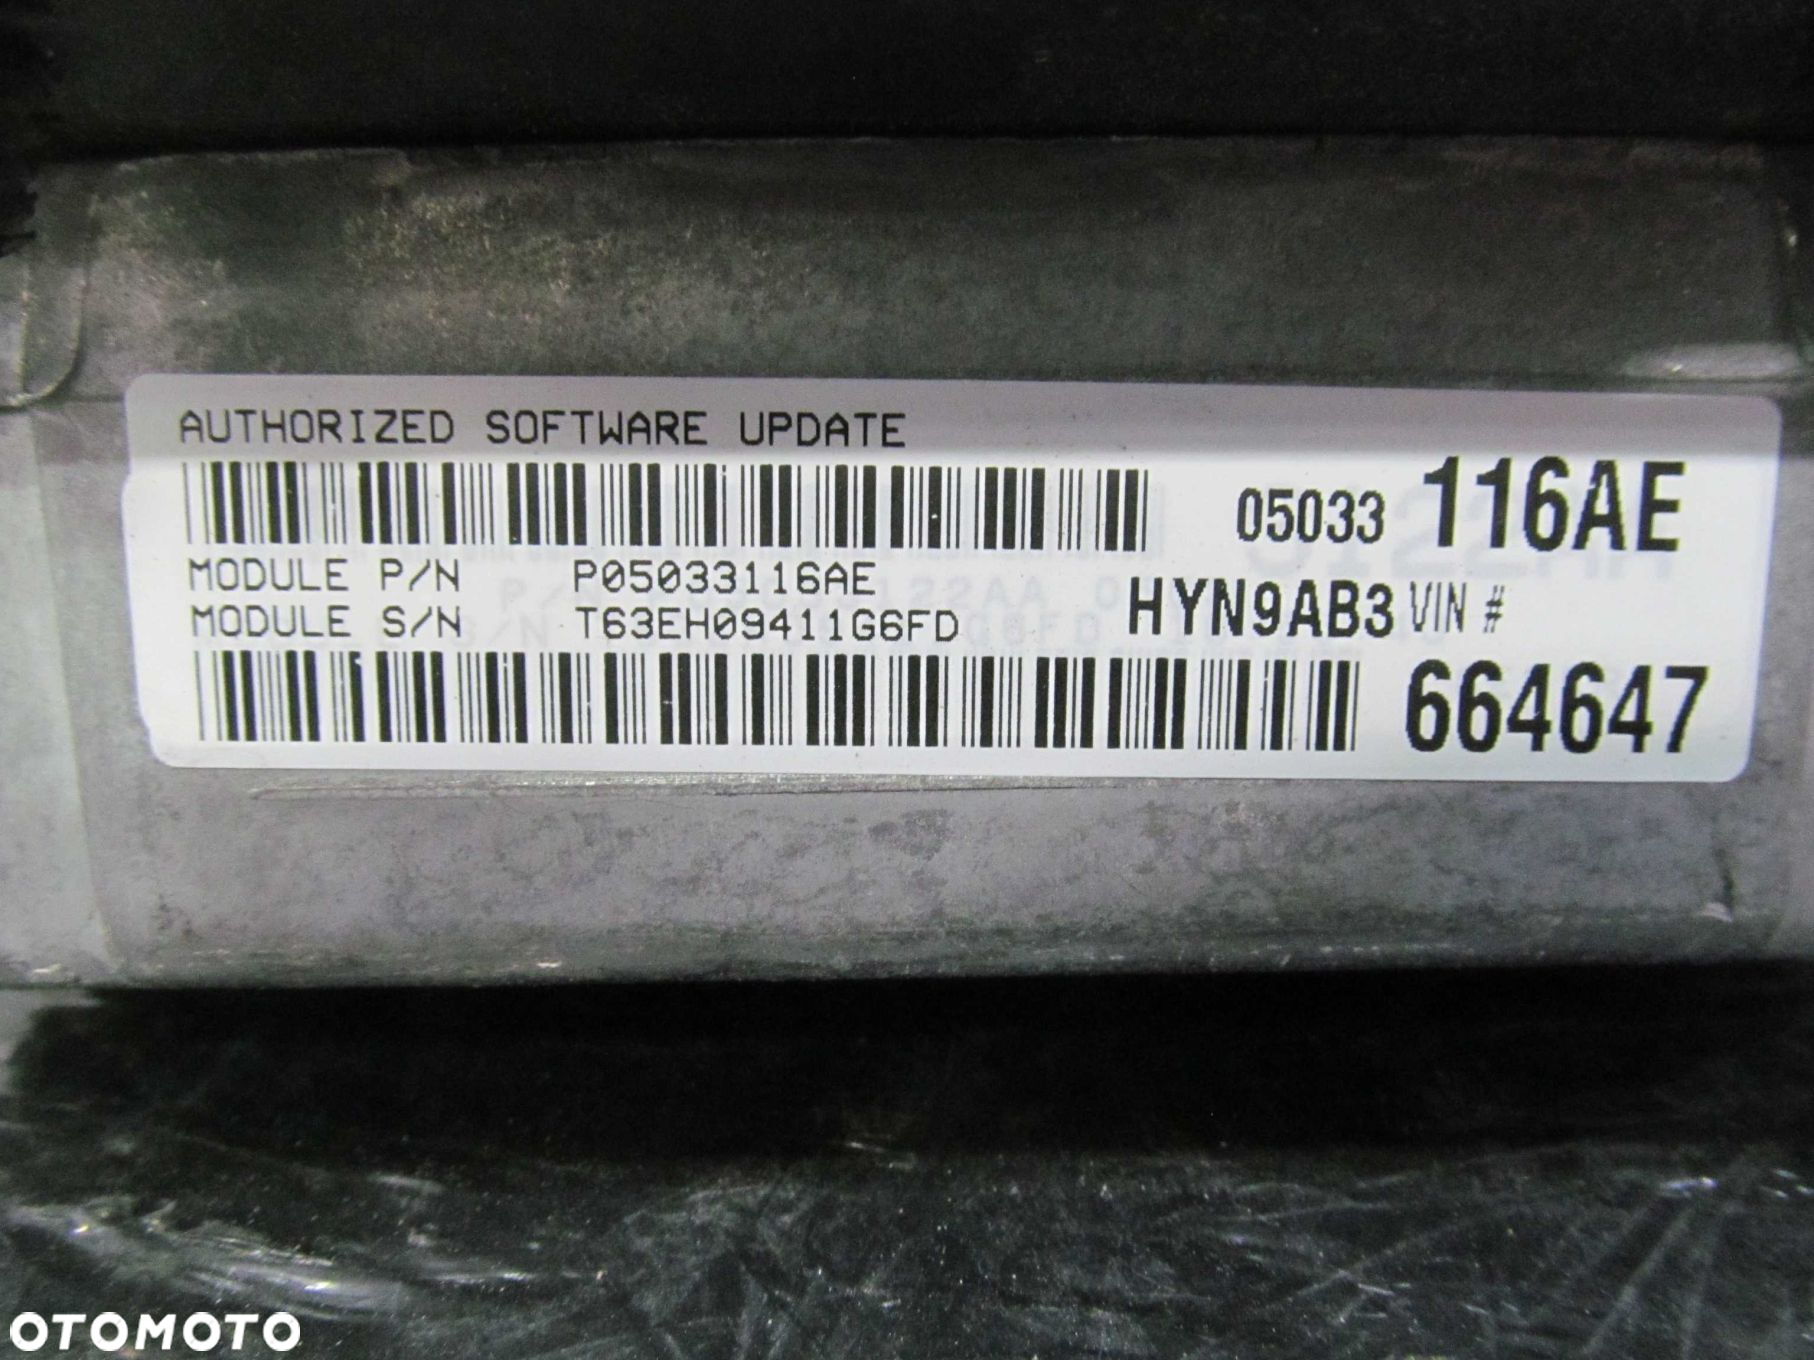 AUTHORIZED SOFTWARE UPDATE
05033 116AE
MODULE P/N P05033116AE
MODULE S/N T63EH09411G6FD
HYN9AB3 VIN #
664647
OTOMOTO